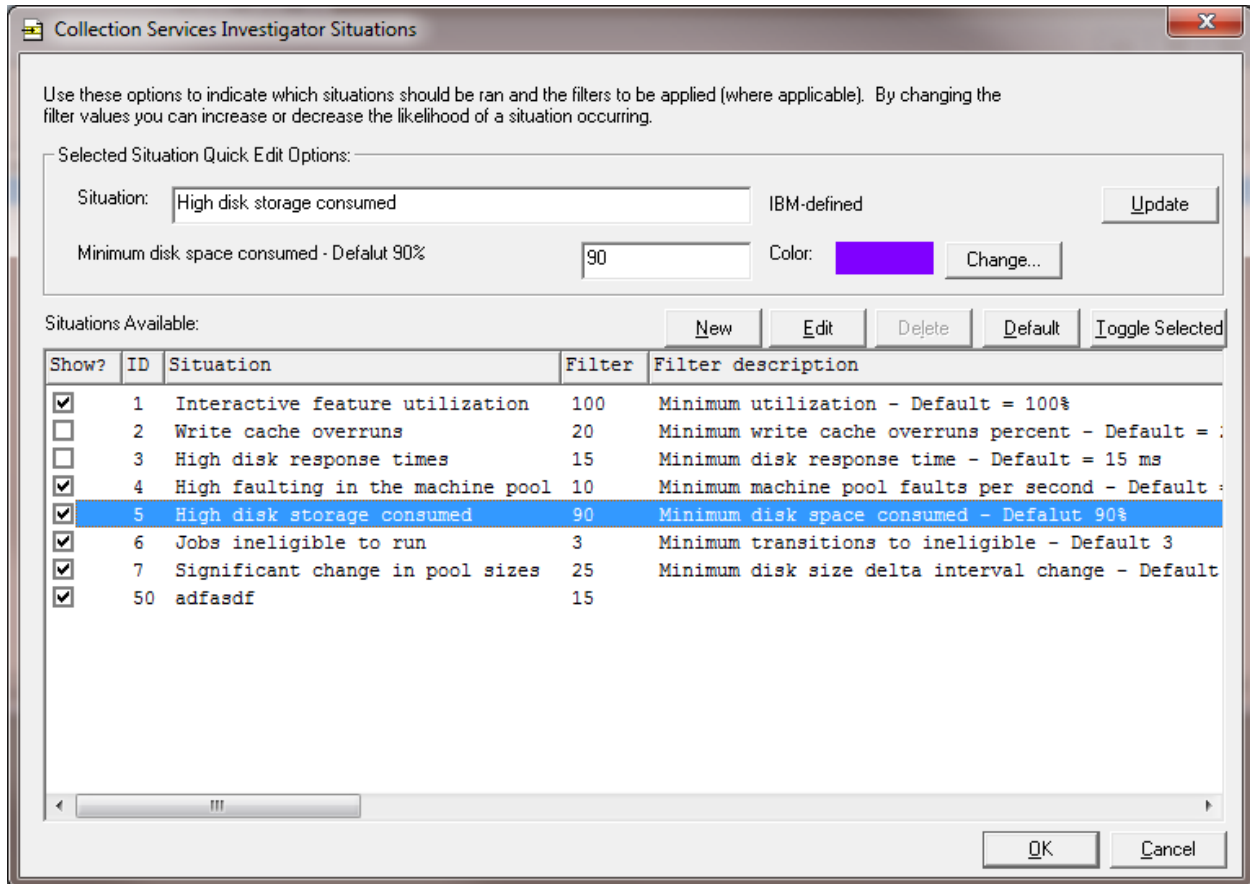 Collection Services Investigator Situations
Use these options to indicate which situations should be ran and the filters to be applied (where applicable). By changing the
filter values you can increase or decrease the likelihood of a situation occurring.
Selected Situation Quick Edit Options:
Situation: High disk storage consumed IBM-defined Update
Minimum disk space consumed - Defalut 90% 90 Color: Change...
Situations Available: New Edit Delete Default Toggle Selected
Show? ID Situation Filter Filter description
1 Interactive feature utilization 100 Minimum utilization - Default = 100%
2 Write cache overruns 20 Minimum write cache overruns percent - Default =
3 High disk response times 15 Minimum disk response time - Default = 15 ms
4 High faulting in the machine pool 10 Minimum machine pool faults per second - Default =
5 High disk storage consumed 90 Minimum disk space consumed - Defalut 90%
6 Jobs ineligible to run 3 Minimum transitions to ineligible - Default 3
7 Significant change in pool sizes 25 Minimum disk size delta interval change - Default
50 adfasdf 15
OK Cancel